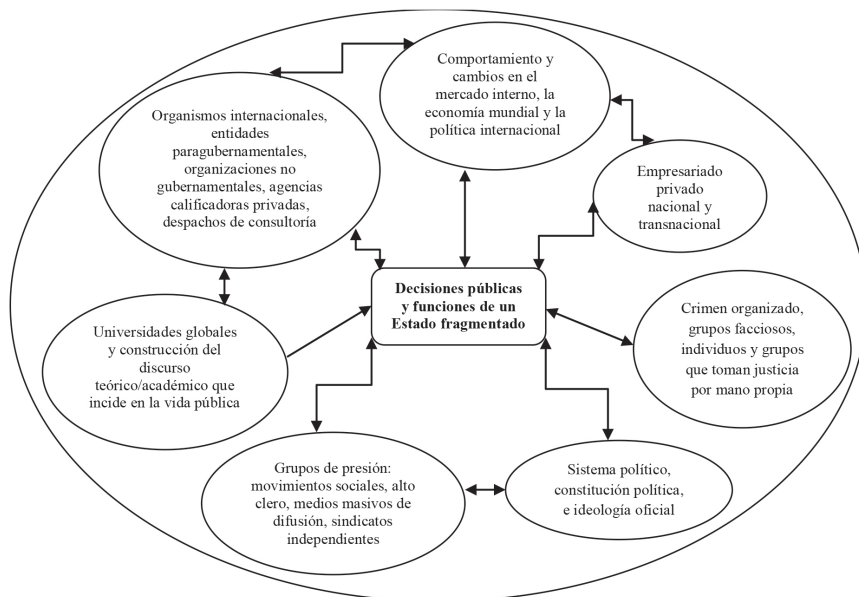 Comportamiento y
cambios en el
mercado interno, la
economía mundial y la
política internacional
Organismos internacionales,
entidades
paragubernamentales,
organizaciones no
gubernamentales, agencias
calificadoras privadas,
despachos de consultoría
Empresariado
privado
nacional y
transnacional
Decisiones públicas
y funciones de un
Estado fragmentado
Universidades globales
y construcción del
discurso
teórico/académico que
incide en la vida pública
Crimen organizado,
grupos facciosos,
individuos y grupos
que toman justicia
por mano propia
Grupos de presión:
movimientos sociales, alto
clero, medios masivos de
difusión, sindicatos
independientes
Sistema político,
constitución política,
e ideología oficial